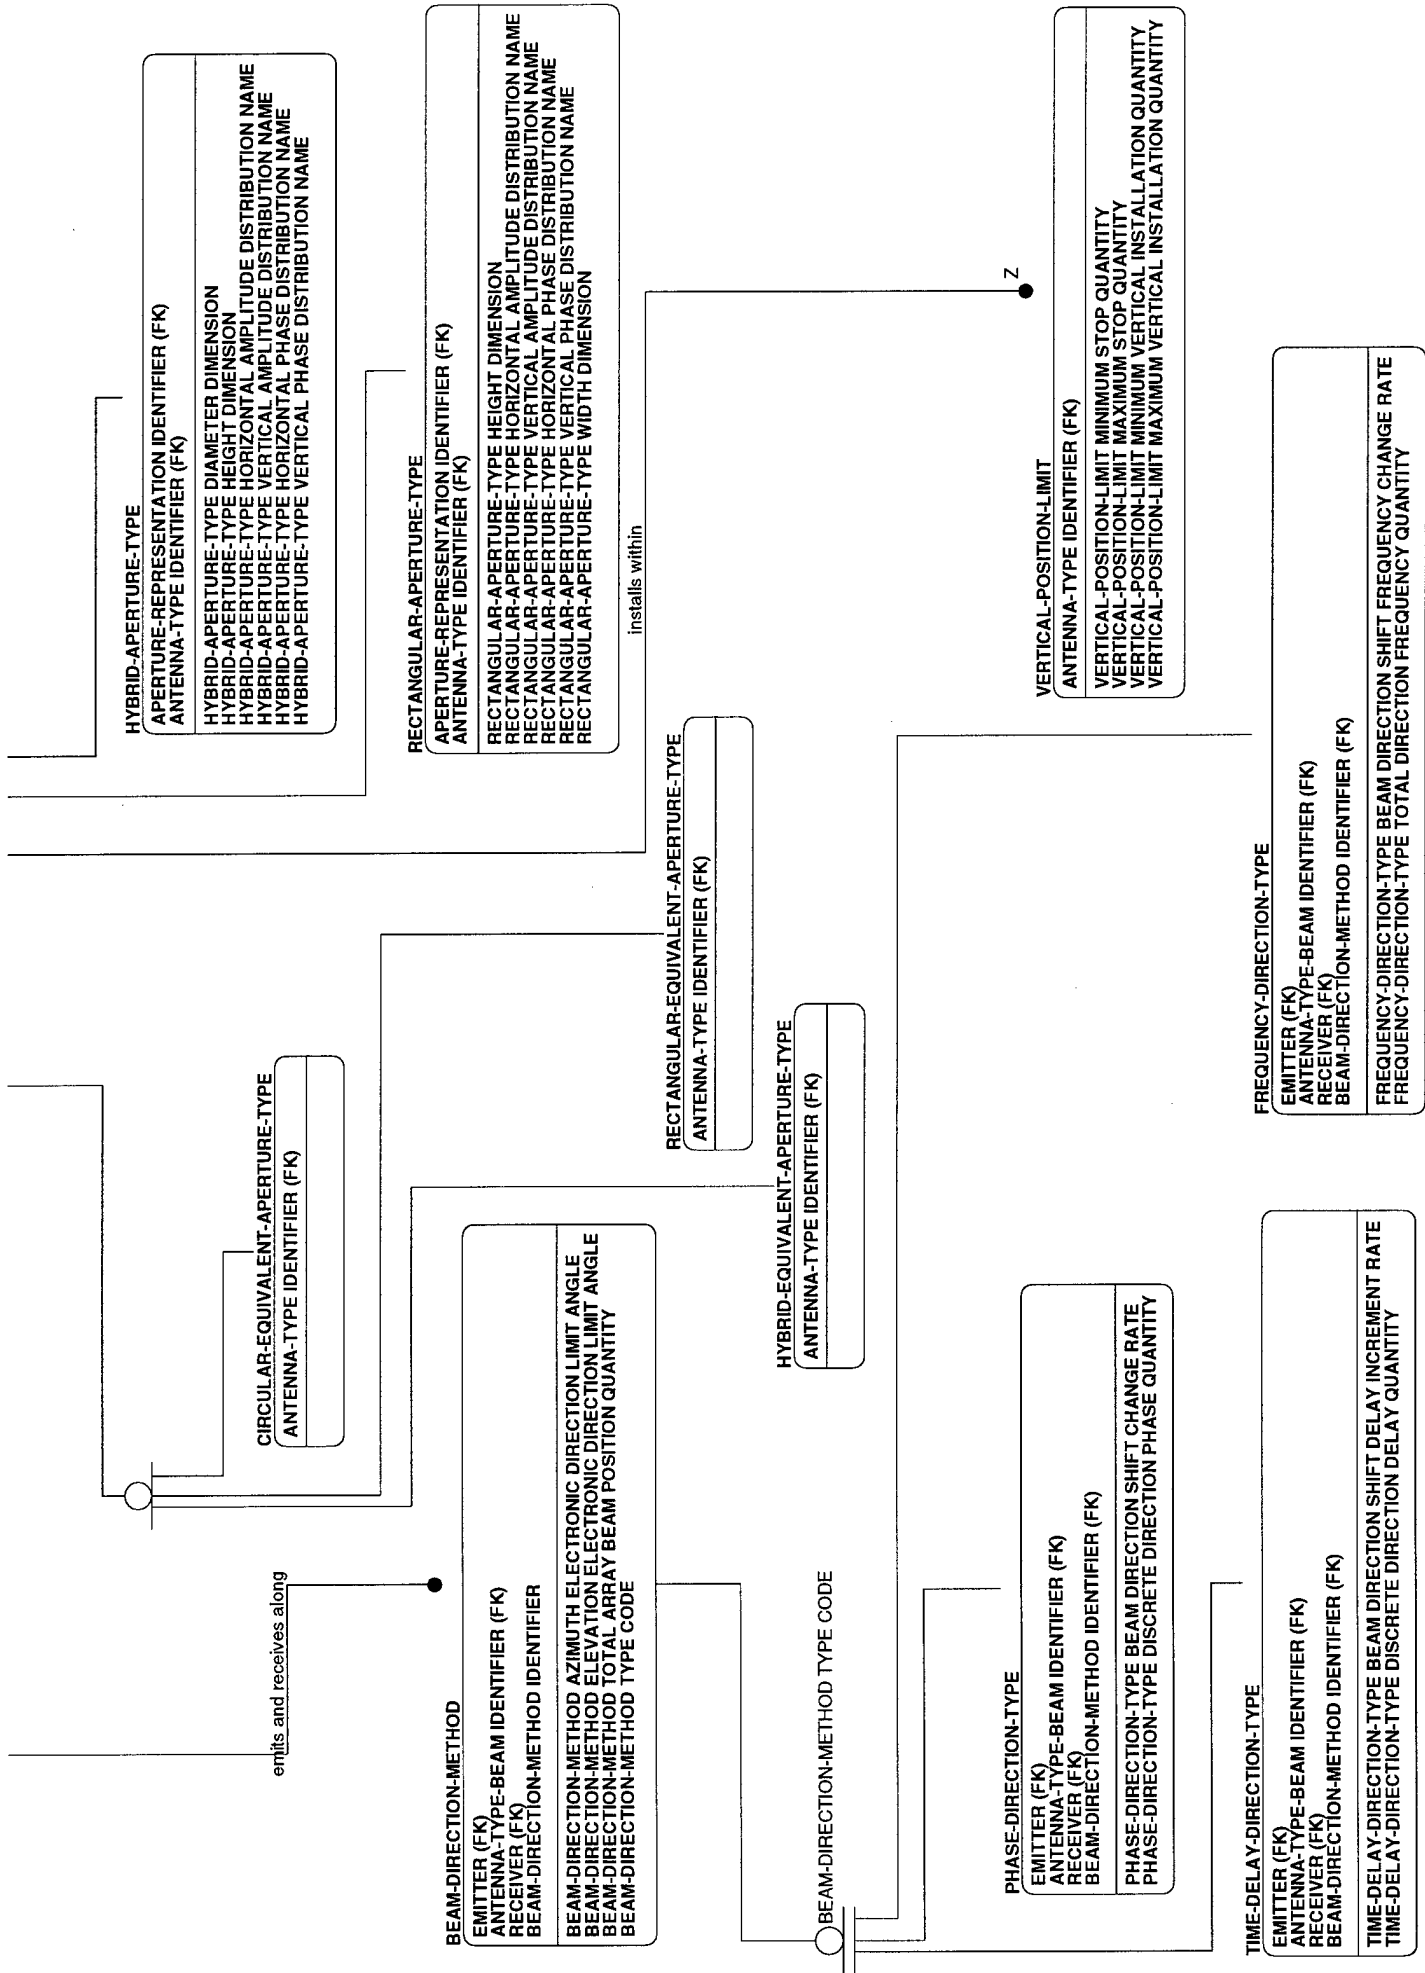 emits and receives along
BEAM-DIRECTION-METHOD
EMITTER (FK)
ANTENNA-TYPE-BEAM IDENTIFIER (FK)
RECEIVER (FK)
BEAM-DIRECTION-METHOD IDENTIFIER
BEAM-DIRECTION-METHOD AZIMUTH ELECTRONIC DIRECTION LIMIT ANGLE
BEAM-DIRECTION-METHOD ELEVATION ELECTRONIC DIRECTION LIMIT ANGLE
BEAM-DIRECTION-METHOD TOTAL ARRAY BEAM POSITION QUANTITY
BEAM-DIRECTION-METHOD TYPE CODE
BEAM-DIRECTION-METHOD TYPE CODE
PHASE-DIRECTION-TYPE
EMITTER (FK)
ANTENNA-TYPE-BEAM IDENTIFIER (FK)
RECEIVER (FK)
BEAM-DIRECTION-METHOD IDENTIFIER (FK)
PHASE-DIRECTION-TYPE BEAM DIRECTION SHIFT CHANGE RATE
PHASE-DIRECTION-TYPE DISCRETE DIRECTION PHASE QUANTITY
TIME-DELAY-DIRECTION-TYPE
EMITTER (FK)
ANTENNA-TYPE-BEAM IDENTIFIER (FK)
RECEIVER (FK)
BEAM-DIRECTION-METHOD IDENTIFIER (FK)
TIME-DELAY-DIRECTION-TYPE BEAM DIRECTION SHIFT DELAY INCREMENT RATE
TIME-DELAY-DIRECTION-TYPE DISCRETE DIRECTION DELAY QUANTITY
CIRCULAR-EQUIVALENT-APERTURE-TYPE
ANTENNA-TYPE IDENTIFIER (FK)
RECTANGULAR-EQUIVALENT-APERTURE-TYPE
ANTENNA-TYPE IDENTIFIER (FK)
HYBRID-EQUIVALENT-APERTURE-TYPE
ANTENNA-TYPE IDENTIFIER (FK)
FREQUENCY-DIRECTION-TYPE
EMITTER (FK)
ANTENNA-TYPE-BEAM IDENTIFIER (FK)
RECEIVER (FK)
BEAM-DIRECTION-METHOD IDENTIFIER (FK)
FREQUENCY-DIRECTION-TYPE BEAM DIRECTION SHIFT FREQUENCY CHANGE RATE
FREQUENCY-DIRECTION-TYPE TOTAL DIRECTION FREQUENCY QUANTITY
HYBRID-APERTURE-TYPE
APERTURE-REPRESENTATION IDENTIFIER (FK)
ANTENNA-TYPE IDENTIFIER (FK)
HYBRID-APERTURE-TYPE DIAMETER DIMENSION
HYBRID-APERTURE-TYPE HEIGHT DIMENSION
HYBRID-APERTURE-TYPE HORIZONTAL AMPLITUDE DISTRIBUTION NAME
HYBRID-APERTURE-TYPE VERTICAL AMPLITUDE DISTRIBUTION NAME
HYBRID-APERTURE-TYPE HORIZONTAL PHASE DISTRIBUTION NAME
HYBRID-APERTURE-TYPE VERTICAL PHASE DISTRIBUTION NAME
RECTANGULAR-APERTURE-TYPE
APERTURE-REPRESENTATION IDENTIFIER (FK)
ANTENNA-TYPE IDENTIFIER (FK)
RECTANGULAR-APERTURE-TYPE HEIGHT DIMENSION
RECTANGULAR-APERTURE-TYPE HORIZONTAL AMPLITUDE DISTRIBUTION NAME
RECTANGULAR-APERTURE-TYPE VERTICAL AMPLITUDE DISTRIBUTION NAME
RECTANGULAR-APERTURE-TYPE HORIZONTAL PHASE DISTRIBUTION NAME
RECTANGULAR-APERTURE-TYPE VERTICAL PHASE DISTRIBUTION NAME
RECTANGULAR-APERTURE-TYPE WIDTH DIMENSION
installs within
Z
VERTICAL-POSITION-LIMIT
ANTENNA-TYPE IDENTIFIER (FK)
VERTICAL-POSITION-LIMIT MINIMUM STOP QUANTITY
VERTICAL-POSITION-LIMIT MAXIMUM STOP QUANTITY
VERTICAL-POSITION-LIMIT MINIMUM VERTICAL INSTALLATION QUANTITY
VERTICAL-POSITION-LIMIT MAXIMUM VERTICAL INSTALLATION QUANTITY